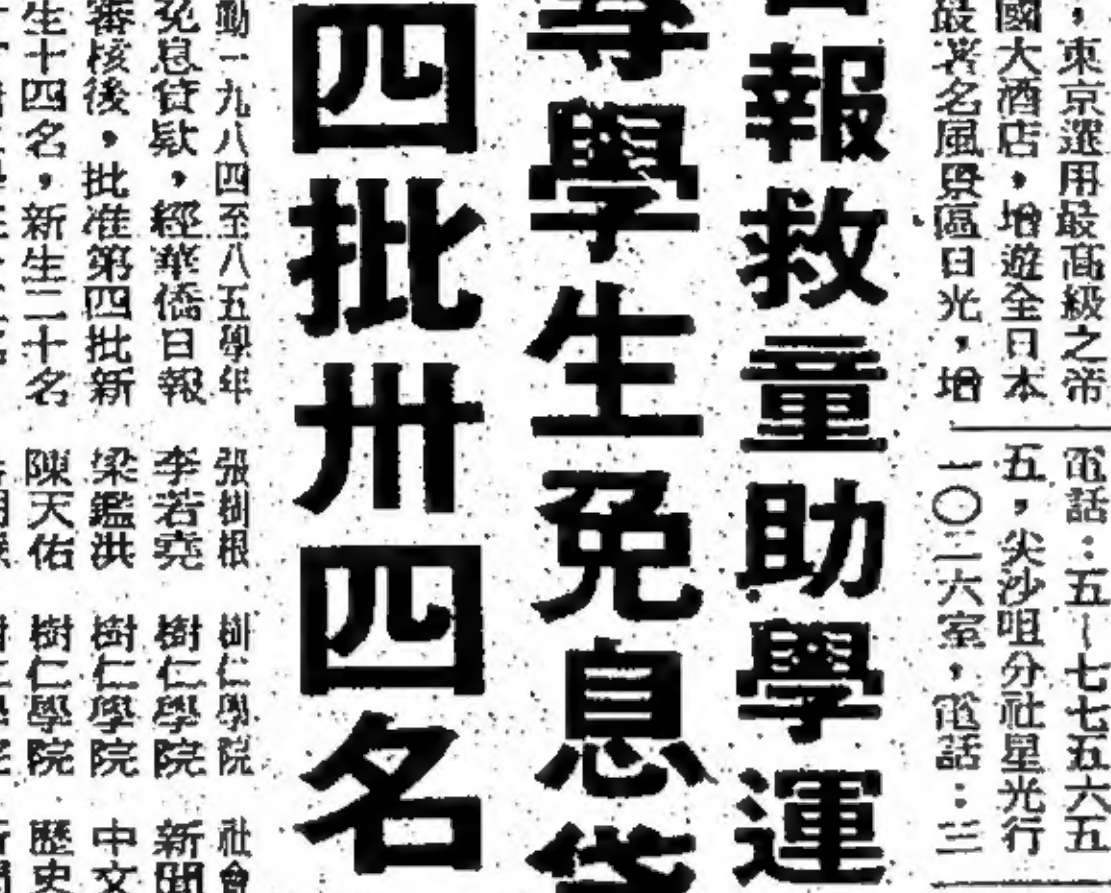 ，東京選用最高級之帝
國大酒店，增遊全日本
最著名風景區日光，增
電話：五－七七五六五
五，尖沙咀分社星光行
一〇二六室，電話：三
報救童助學運
專學生免息貸
四批卅四名
勤一九八四至八五學年
免息貸款，經華僑日報
審核後，批准第四批新
生十四名，新生二十名
張樹根 樹仁學院 社會
李若堯 樹仁學院 新聞
梁鑑洪 樹仁學院 中文
陳天佑 樹仁學院 歷史